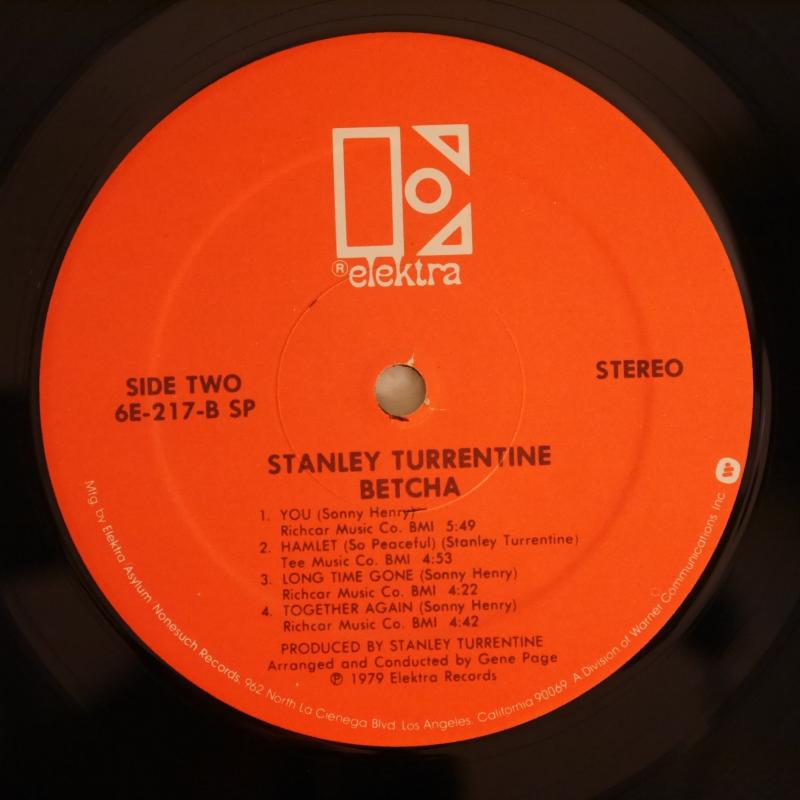 ® elektra
SIDE TWO
6E-217-B SP
STEREO
STANLEY TURRENTINE
BETCHA
1. YOU (Sonny Henry)
Richcar Music Co. BMI 5:49
2. HAMLET (So Peaceful) (Stanley Turrentine)
Tee Music Co. BMI 4:53
3. LONG TIME GONE (Sonny Henry)
Richcar Music Co. BMI 4:22
4. TOGETHER AGAIN (Sonny Henry)
Richcar Music Co. BMI 4:42
PRODUCED BY STANLEY TURRENTINE
Arranged and Conducted by Gene Page
℗ 1979 Elektra Records
Mfg. by Elektra Asylum Nonesuch Records, 962 North La Cienega Blvd. Los Angeles, California 90069 A Division of Warner Communications Inc.